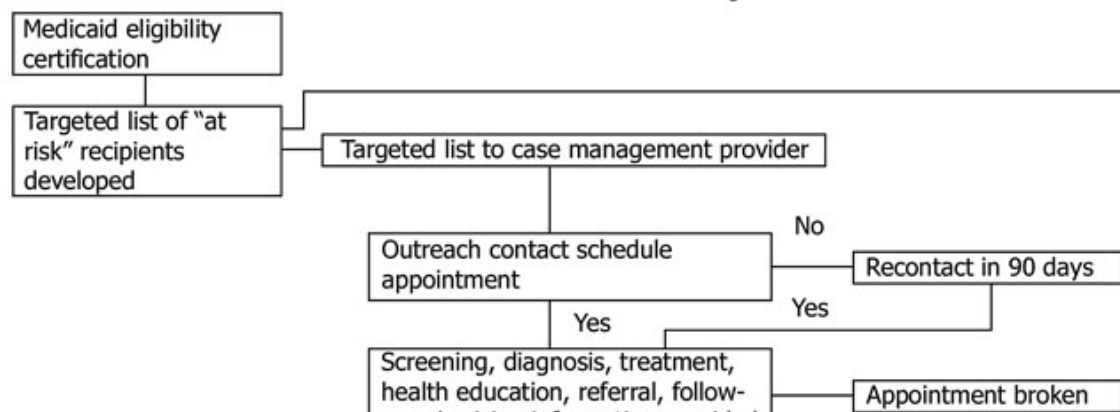 Medicaid eligibility
certification
Targeted list of “at
risk” recipients
developed
Targeted list to case management provider
No
Outreach contact schedule
appointment
Recontact in 90 days
Yes
Yes
Screening, diagnosis, treatment,
health education, referral, follow-
Appointment broken